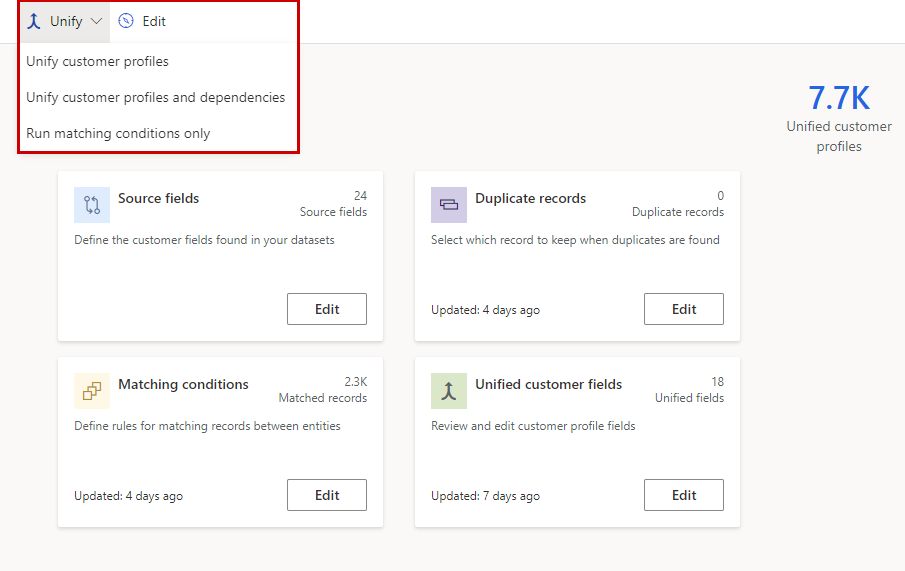 Unify Edit
Unify customer profiles
Unify customer profiles and dependencies
Run matching conditions only
7.7K
Unified customer
profiles
Source fields
24
Source fields
Define the customer fields found in your datasets
Edit
Duplicate records
0
Duplicate records
Select which record to keep when duplicates are found
Updated: 4 days ago
Edit
Matching conditions
2.3K
Matched records
Define rules for matching records between entities
Updated: 4 days ago
Edit
Unified customer fields
18
Unified fields
Review and edit customer profile fields
Updated: 7 days ago
Edit